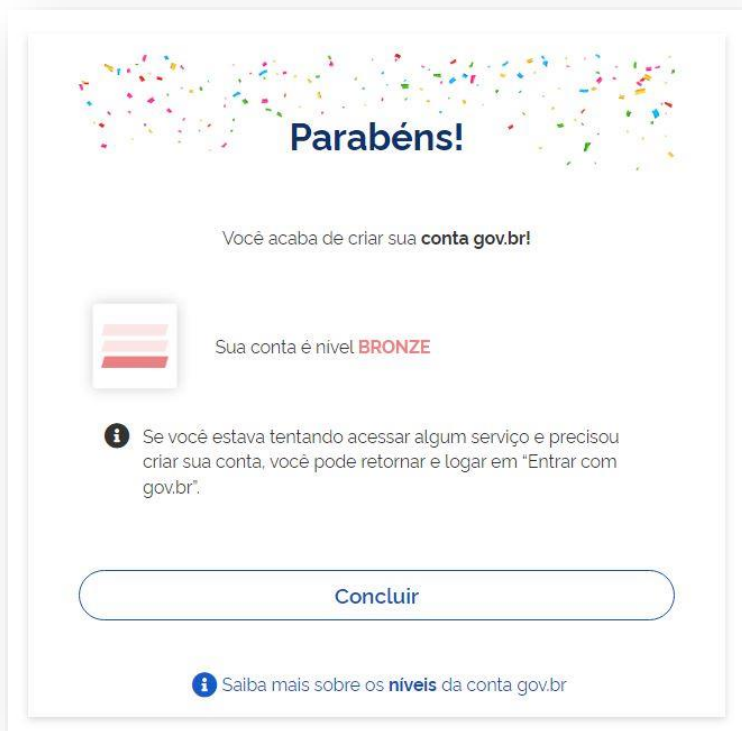 Parabéns!
Você acaba de criar sua conta gov.br!
Sua conta é nível BRONZE
Se você estava tentando acessar algum serviço e precisou
criar sua conta, você pode retornar e logar em “Entrar com
gov.br”.
Concluir
Saiba mais sobre os níveis da conta gov.br